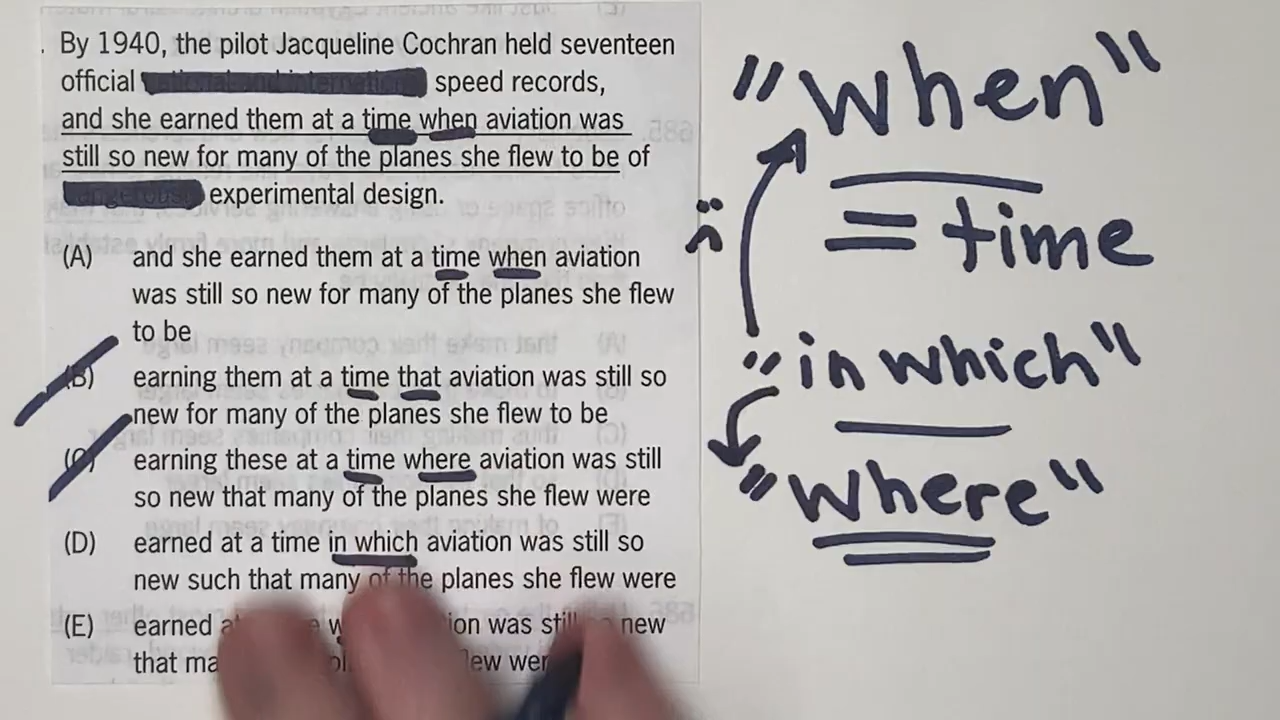 By 1940, the pilot Jacqueline Cochran held seventeen
official speed records,
and she earned them at a time when aviation was
still so new for many of the planes she flew to be of
experimental design.
(A) and she earned them at a time when aviation
was still so new for many of the planes she flew
to be
(B) earning them at a time that aviation was still so
new for many of the planes she flew to be
(C) earning these at a time where aviation was still
so new that many of the planes she flew were
(D) earned at a time in which aviation was still so
new such that many of the planes she flew were
(E) earned was still new
that
"when"
= time
"in which"
"where"